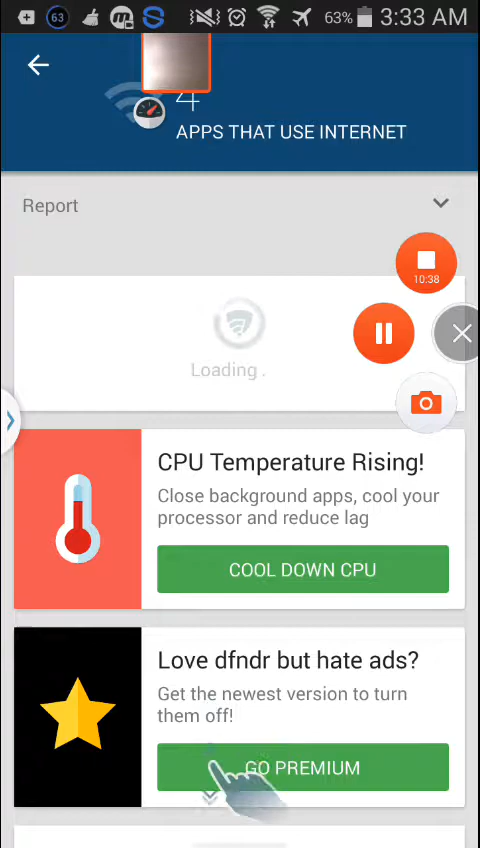 63 63% 3:33 AM
4
APPS THAT USE INTERNET
Report
10:38
Loading .
CPU Temperature Rising!
Close background apps, cool your
processor and reduce lag
COOL DOWN CPU
Love dfndr but hate ads?
Get the newest version to turn
them off!
GO PREMIUM